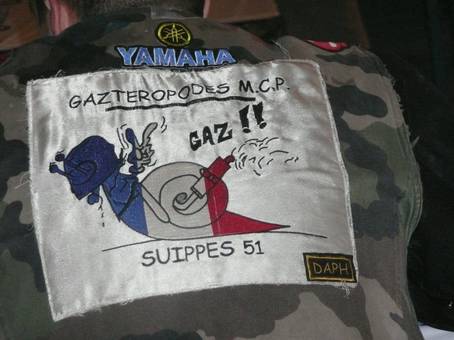 YAMAHA
GAZTEROPODES M.C.P.
GAZ !!
SUIPPES 51
DAPH